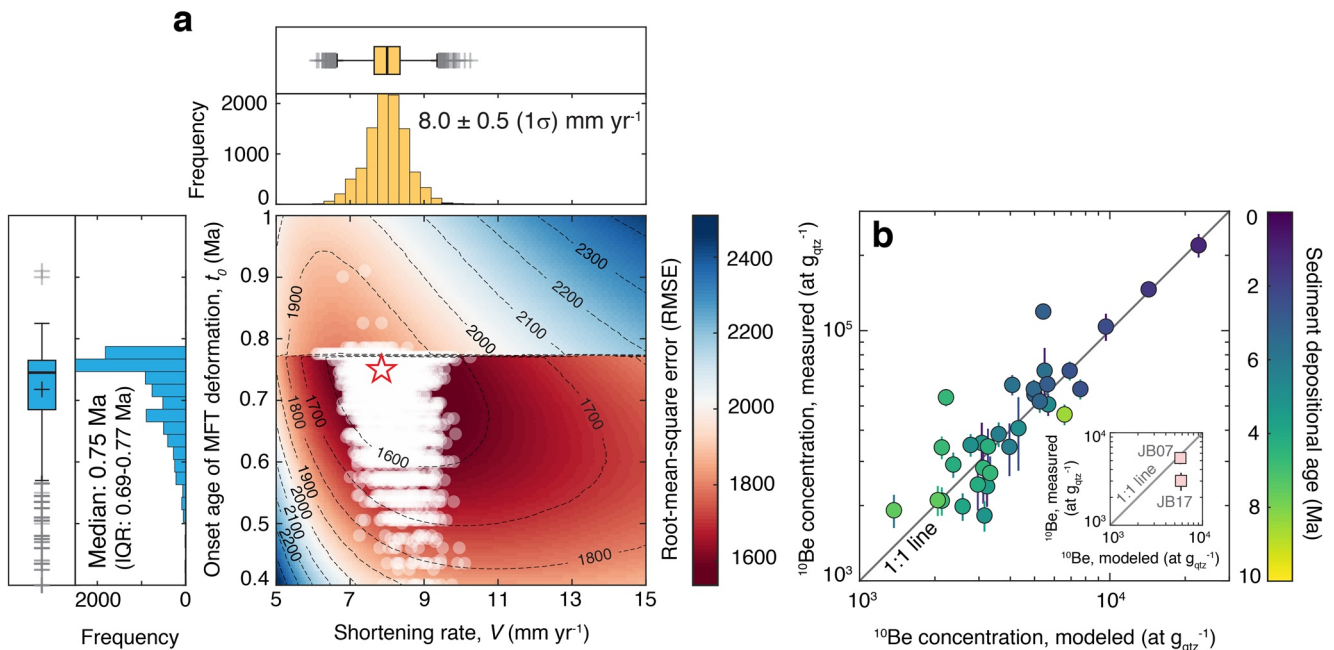 a
Frequency
2000
1000
0
8.0 ± 0.5 (1σ) mm yr⁻¹
Median: 0.75 Ma
(IQR: 0.69-0.77 Ma)
2000
0
Frequency
Onset age of MFT deformation, t₀ (Ma)
1
0.9
0.8
0.7
0.6
0.5
0.4
1900
2300
2200
2100
2000
1800
1700
1600
1700
1900
2000
2100
2200
1800
5
7
9
11
13
15
Shortening rate, V (mm yr⁻¹)
Root-mean-square error (RMSE)
2400
2200
2000
1800
1600
b
¹⁰Be concentration, measured (at g_qtz⁻¹)
10⁵
10³
10³
10⁴
¹⁰Be concentration, modeled (at g_qtz⁻¹)
1:1 line
¹⁰Be, measured
(at g_qtz⁻¹)
10⁴
10³
JB07
JB17
1:1 line
10³
10⁴
¹⁰Be, modeled (at g_qtz⁻¹)
0
2
4
6
4
8
10
Sediment depositional age (Ma)